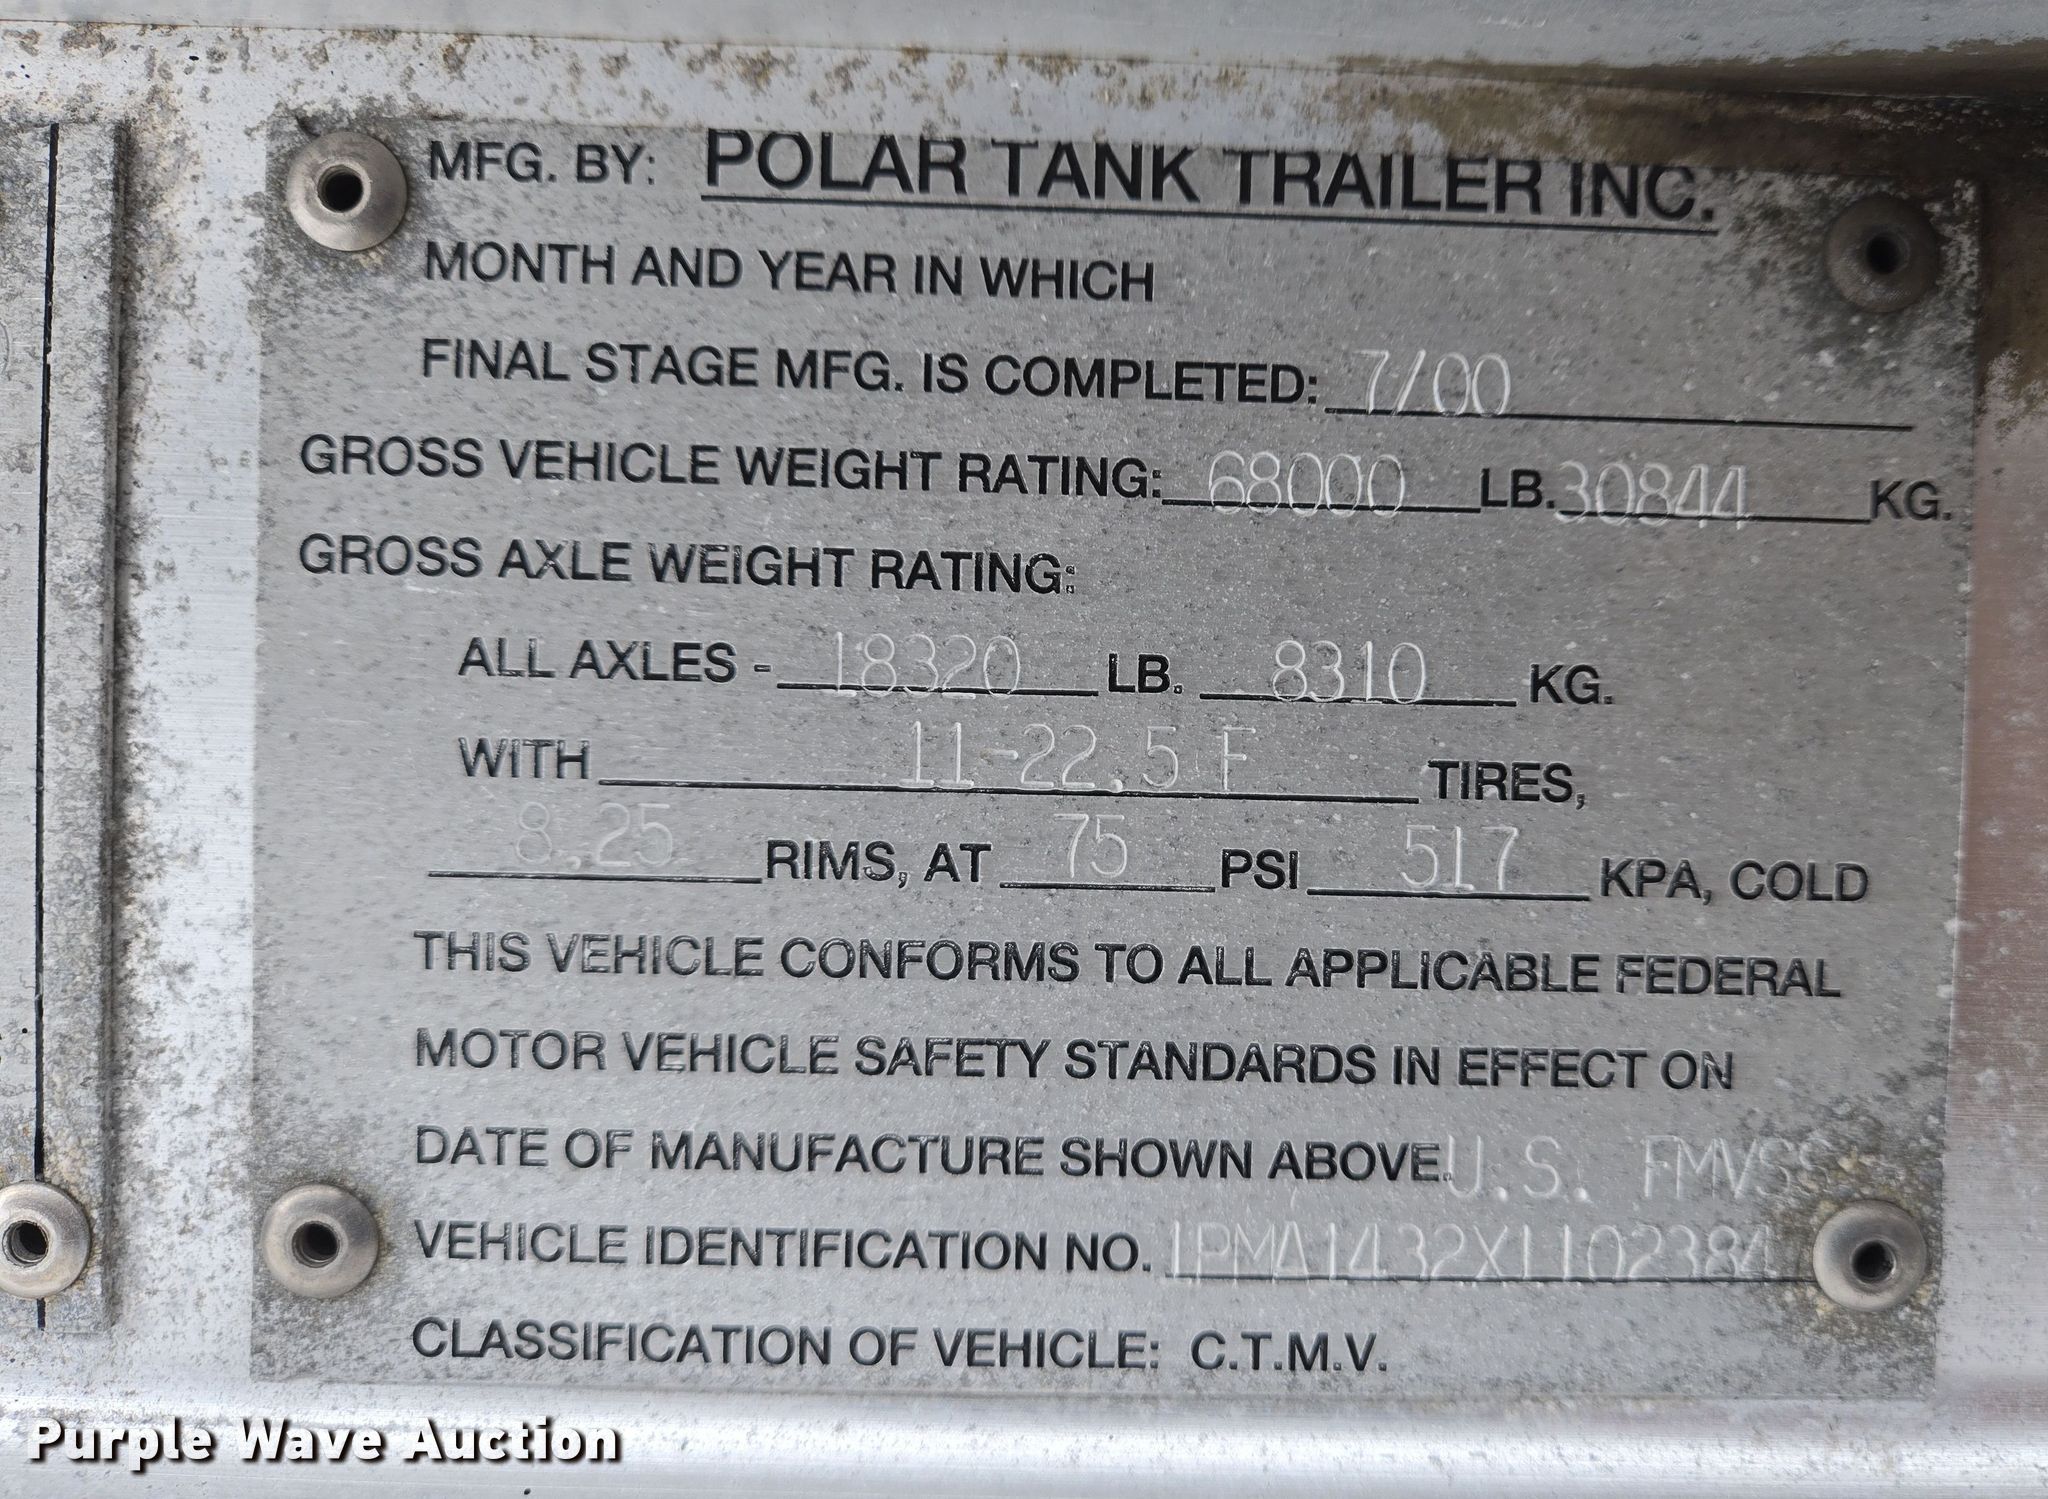 MFG. BY: POLAR TANK TRAILER INC.
MONTH AND YEAR IN WHICH
FINAL STAGE MFG. IS COMPLETED: 7/00
GROSS VEHICLE WEIGHT RATING: 68000 LB. 30844 KG.
GROSS AXLE WEIGHT RATING:
ALL AXLES - 18320 LB. 8310 KG.
WITH 11-22.5 F TIRES,
8.25 RIMS, AT 75 PSI 517 KPA, COLD
THIS VEHICLE CONFORMS TO ALL APPLICABLE FEDERAL
MOTOR VEHICLE SAFETY STANDARDS IN EFFECT ON
DATE OF MANUFACTURE SHOWN ABOVE. U.S. FMVSS
VEHICLE IDENTIFICATION NO. 1PMA1432X1102384
CLASSIFICATION OF VEHICLE: C.T.M.V.
Purple Wave Auction